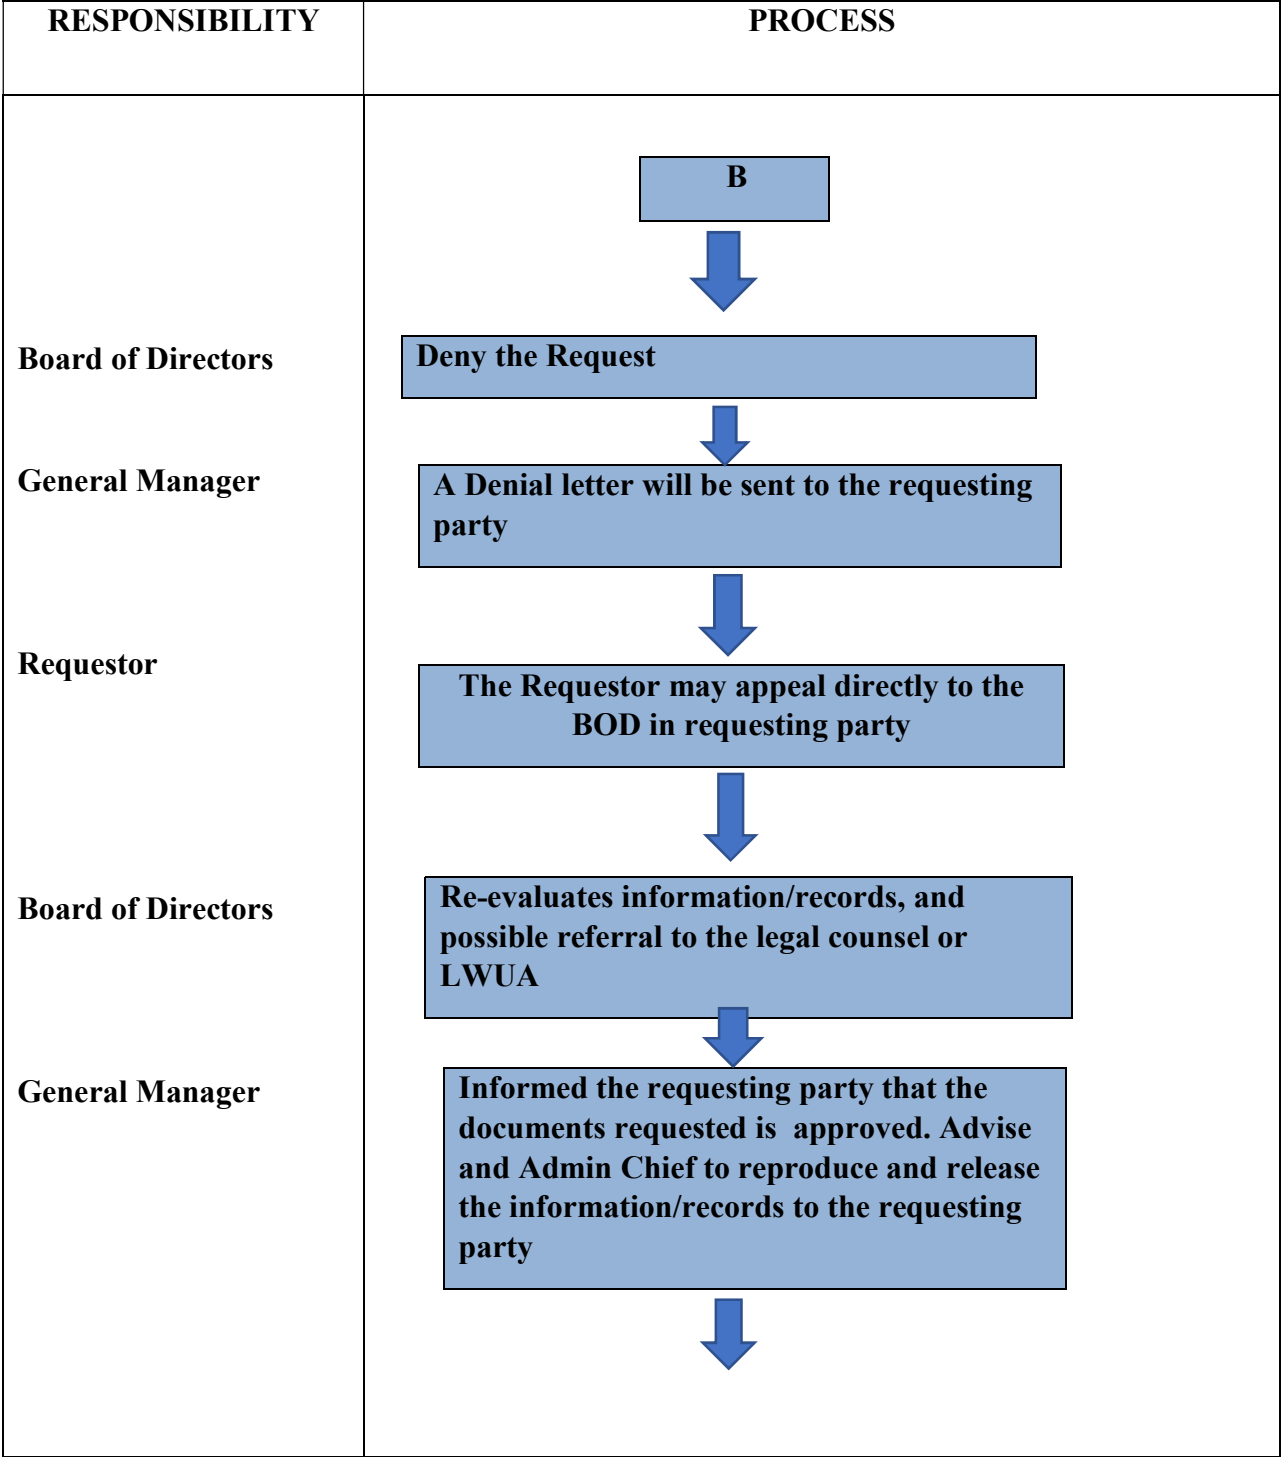 RESPONSIBILITY
PROCESS
B
Board of Directors
Deny the Request
General Manager
A Denial letter will be sent to the requesting
party
Requestor
The Requestor may appeal directly to the
BOD in requesting party
Board of Directors
Re-evaluates information/records, and
possible referral to the legal counsel or
LWUA
General Manager
Informed the requesting party that the
documents requested is  approved. Advise
and Admin Chief to reproduce and release
the information/records to the requesting
party